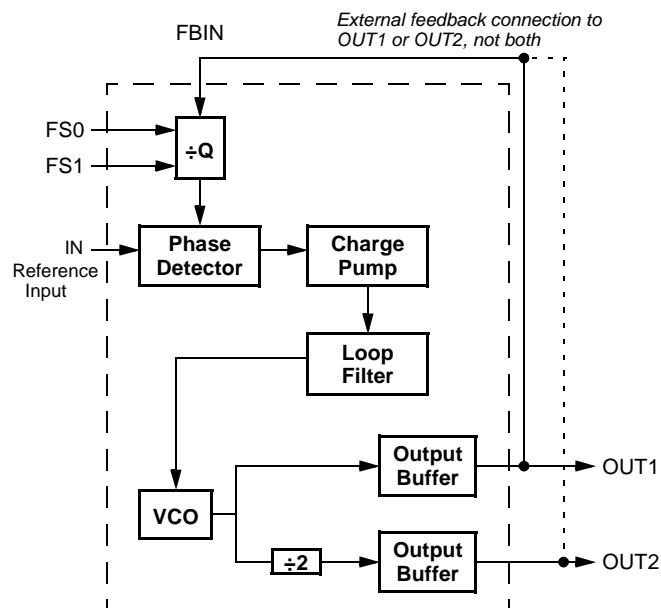 External feedback connection to
OUT1 or OUT2, not both
FBIN
FS0
FS1
÷Q
IN
Reference
Input
Phase
Detector
Charge
Pump
Loop
Filter
VCO
Output
Buffer
OUT1
÷2
Output
Buffer
OUT2